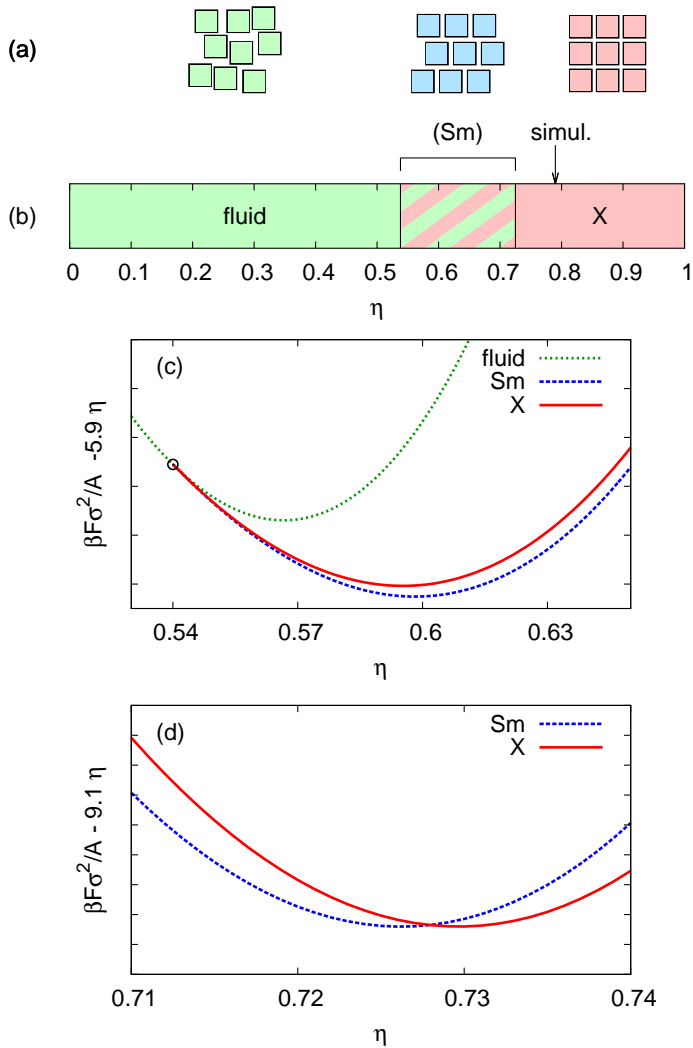 (a)
(Sm) simul.
(b) fluid X
0 0.1 0.2 0.3 0.4 0.5 0.6 0.7 0.8 0.9 1
η
(c) fluid
Sm
X
βFσ²/A -5.9 η
0.54 0.57 0.6 0.63
η
(d) Sm
X
βFσ²/A - 9.1 η
0.71 0.72 0.73 0.74
η